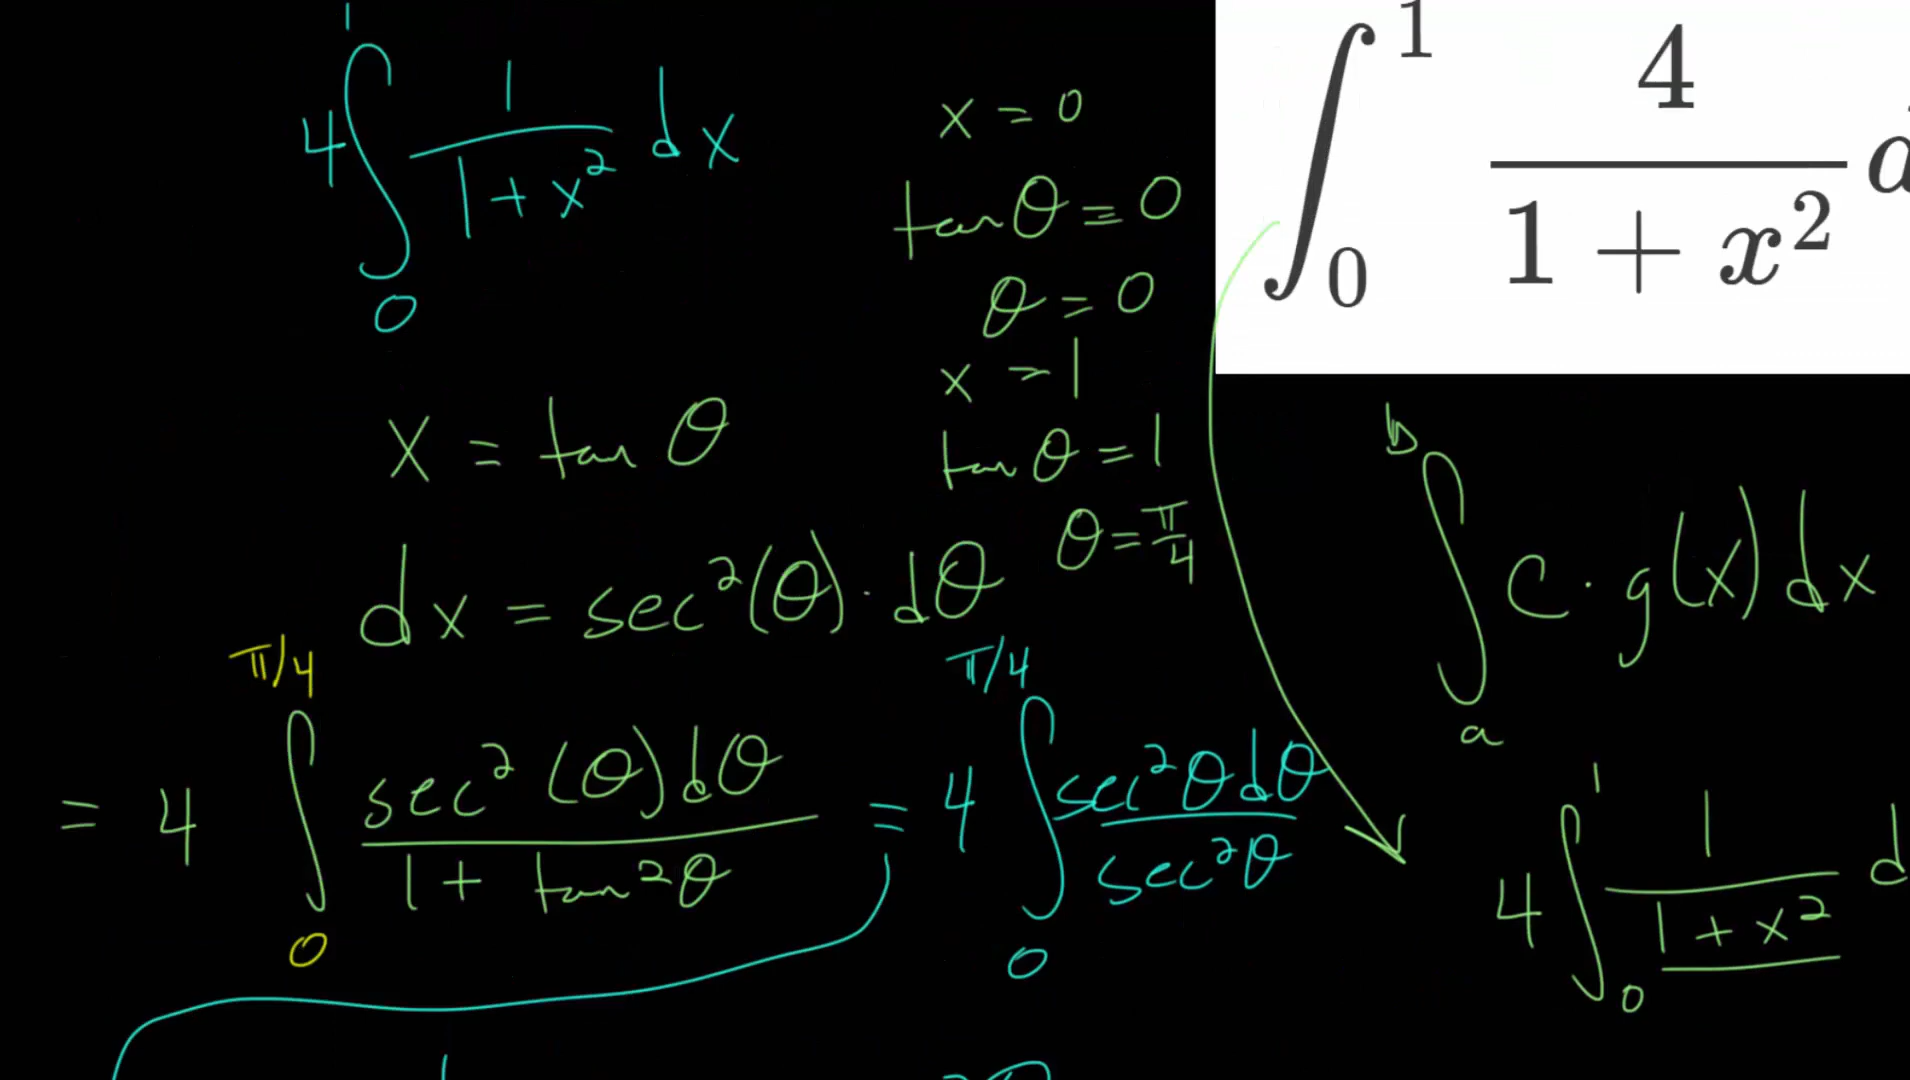 4∫₀¹ 1/(1+x²) dx
x = tan θ
dx = sec²(θ)·dθ
x = 0
tan θ = 0
θ = 0
x = 1
tan θ = 1
θ = π/4
= 4 ∫₀^(π/4) sec²(θ)dθ/(1+tan²θ) = 4 ∫₀^(π/4) sec²θdθ/sec²θ
∫₀¹ 4/(1+x²)
∫ₐᵇ c·g(x)dx
4∫₀¹ 1/(1+x²) d